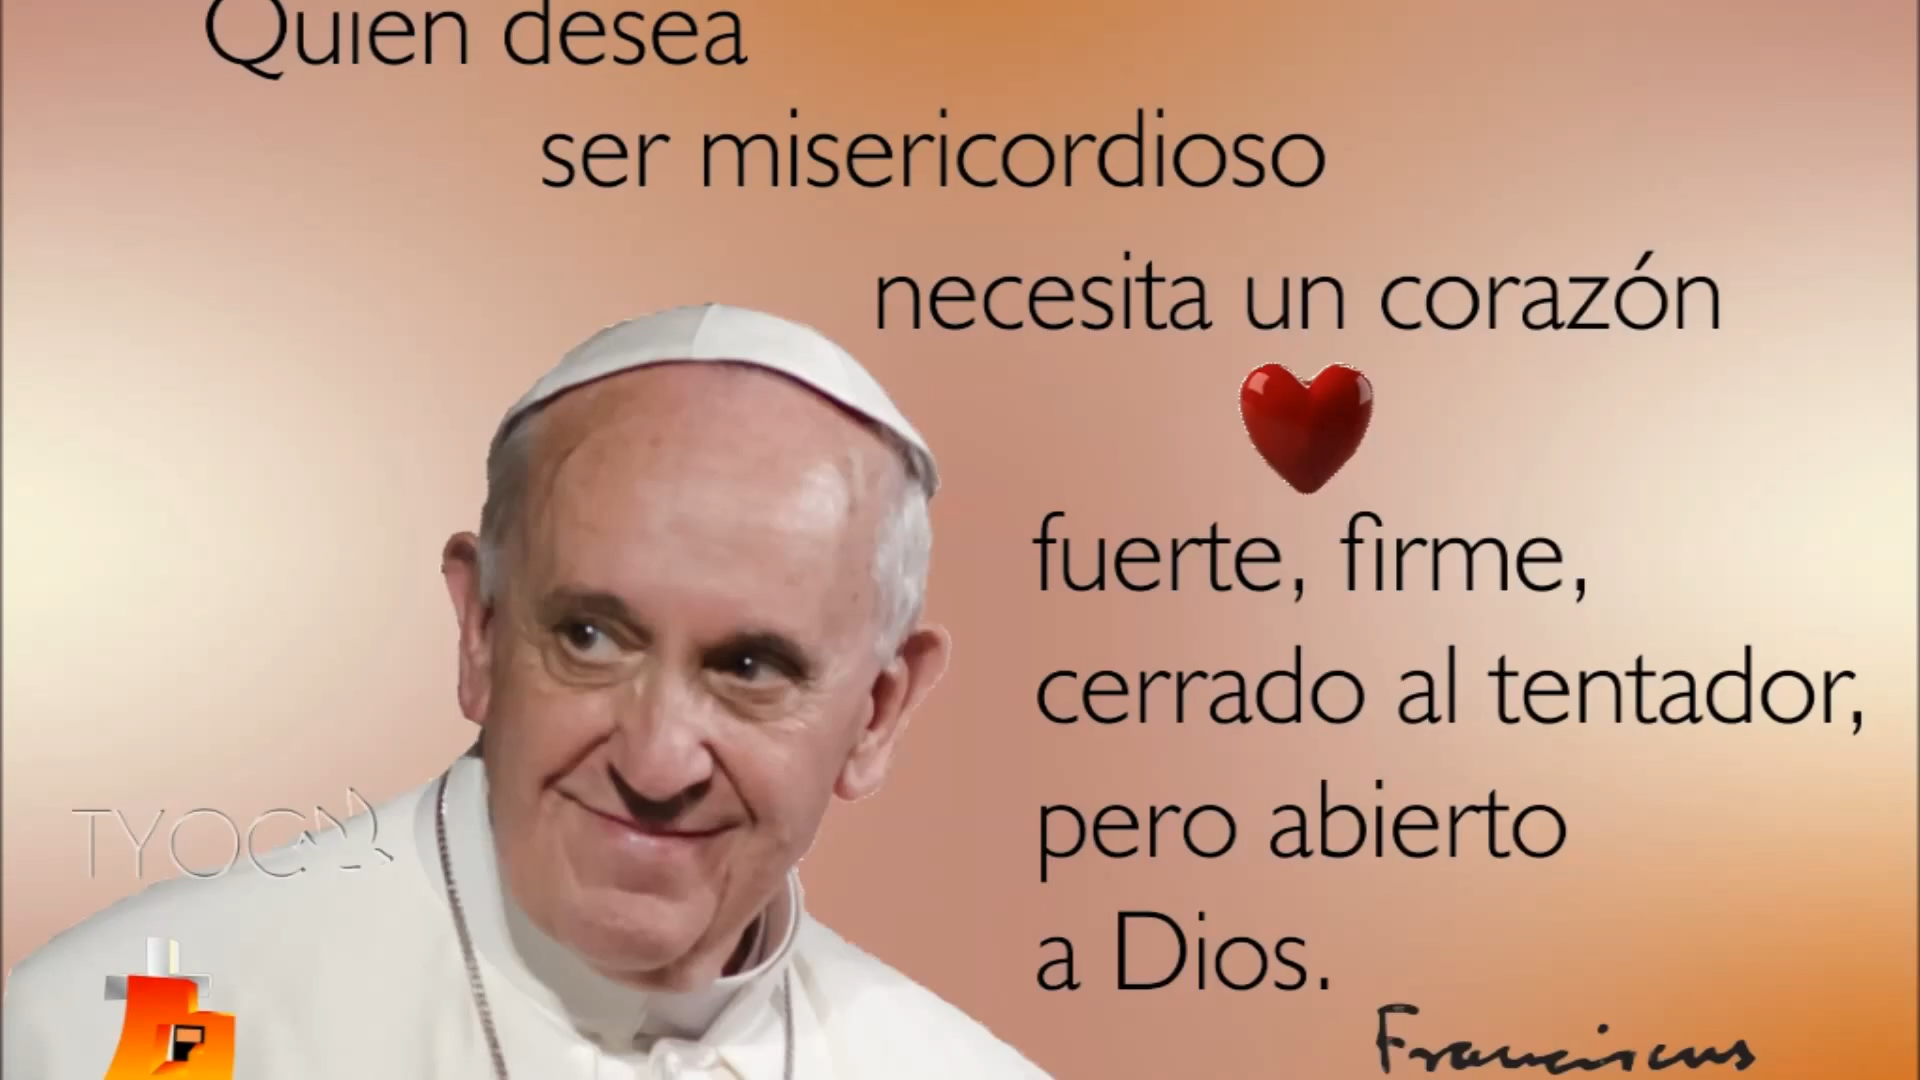 Quien desea
ser misericordioso
necesita un corazón
fuerte, firme,
cerrado al tentador,
pero abierto
a Dios.
TYOCN
Franciscus